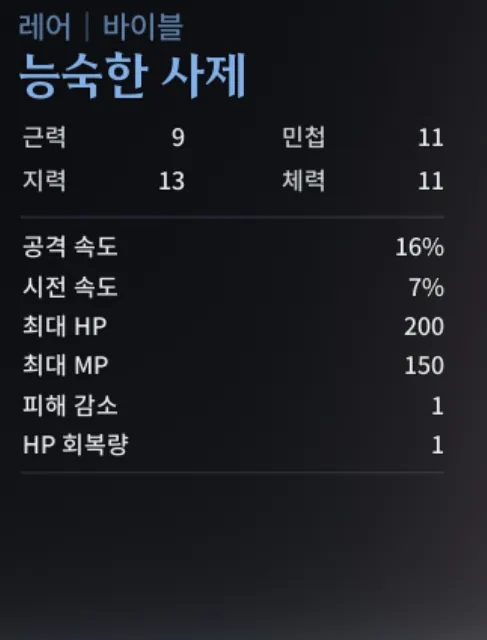 레어 | 바이블
능숙한 사제
근력 9 민첩 11
지력 13 체력 11
공격 속도 16%
시전 속도 7%
최대 HP 200
최대 MP 150
피해 감소 1
HP 회복량 1